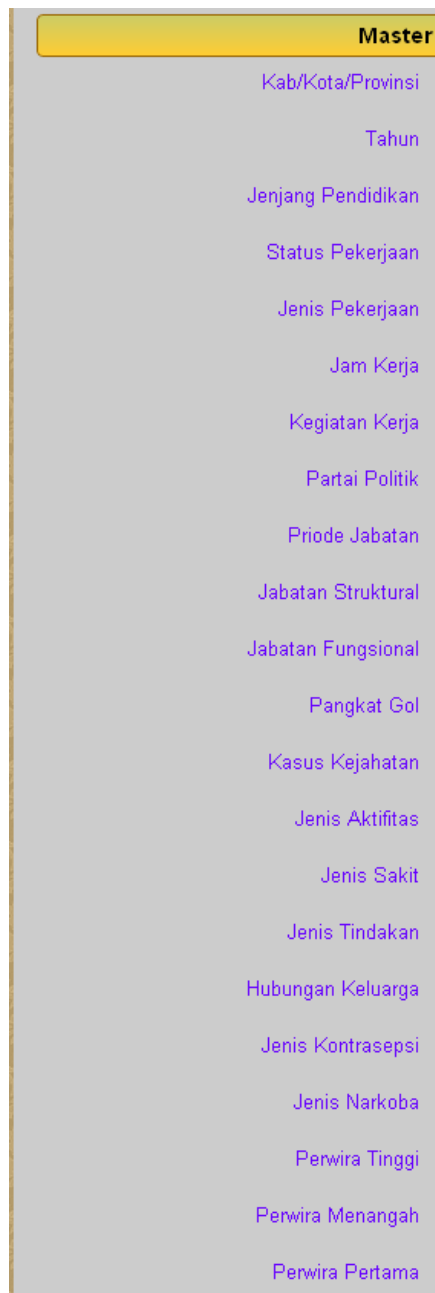 Master
Kab/Kota/Provinsi
Tahun
Jenjang Pendidikan
Status Pekerjaan
Jenis Pekerjaan
Jam Kerja
Kegiatan Kerja
Partai Politik
Priode Jabatan
Jabatan Struktural
Jabatan Fungsional
Pangkat Gol
Kasus Kejahatan
Jenis Aktifitas
Jenis Sakit
Jenis Tindakan
Hubungan Keluarga
Jenis Kontrasepsi
Jenis Narkoba
Perwira Tinggi
Perwira Menangah
Perwira Pertama